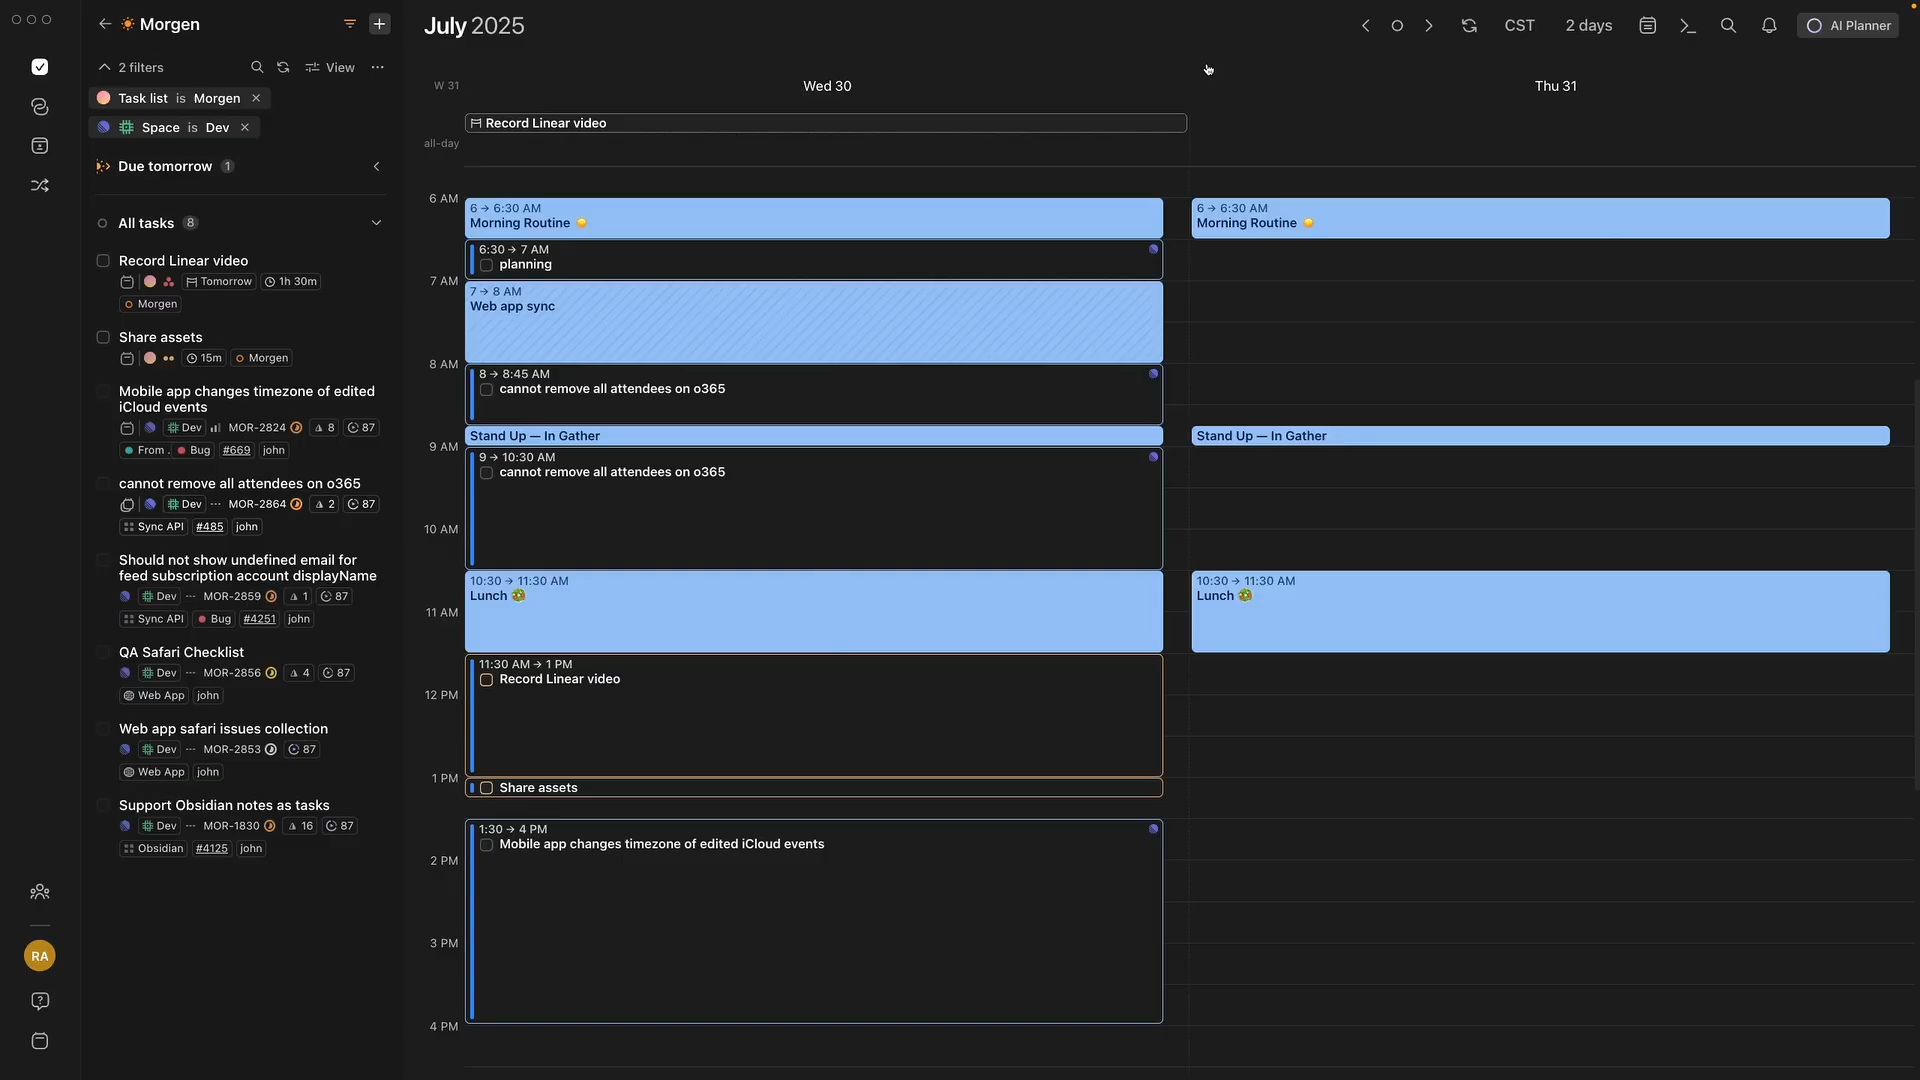 Morgen
2 filters
View
Task list is Morgen
Space is Dev
Due tomorrow 1
All tasks 8
Record Linear video
Tomorrow 1h 30m
Morgen
Share assets
15m Morgen
Mobile app changes timezone of edited
iCloud events
Dev MOR-2824 8 87
From . Bug #669 john
cannot remove all attendees on o365
Dev MOR-2864 2 87
Sync API #485 john
Should not show undefined email for
feed subscription account displayName
Dev MOR-2859 1 87
Sync API Bug #4251 john
QA Safari Checklist
Dev MOR-2856 4 87
Web App john
Web app safari issues collection
Dev MOR-2853 87
Web App john
Support Obsidian notes as tasks
Dev MOR-1830 16 87
Obsidian #4125 john
RA
July 2025
CST 2 days AI Planner
W 31 Wed 30 Thu 31
Record Linear video
all-day
6 AM
7 AM
8 AM
9 AM
10 AM
11 AM
12 PM
1 PM
2 PM
3 PM
4 PM
6 → 6:30 AM
Morning Routine
6:30 → 7 AM
planning
7 → 8 AM
Web app sync
8 → 8:45 AM
cannot remove all attendees on o365
Stand Up — In Gather
9 → 10:30 AM
cannot remove all attendees on o365
10:30 → 11:30 AM
Lunch
11:30 AM → 1 PM
Record Linear video
Share assets
1:30 → 4 PM
Mobile app changes timezone of edited iCloud events
6 → 6:30 AM
Morning Routine
Stand Up — In Gather
10:30 → 11:30 AM
Lunch